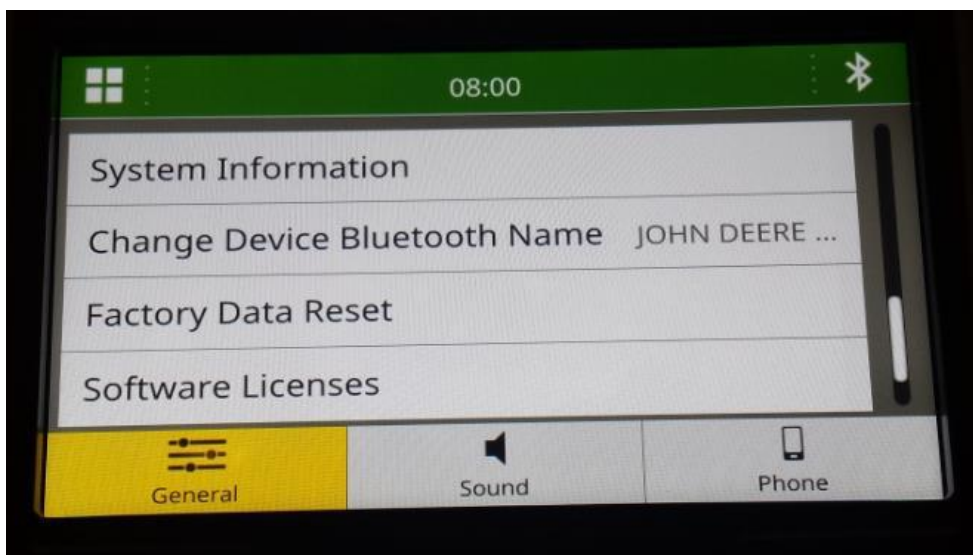 08:00
System Information
Change Device Bluetooth Name JOHN DEERE ...
Factory Data Reset
Software Licenses
General Sound Phone